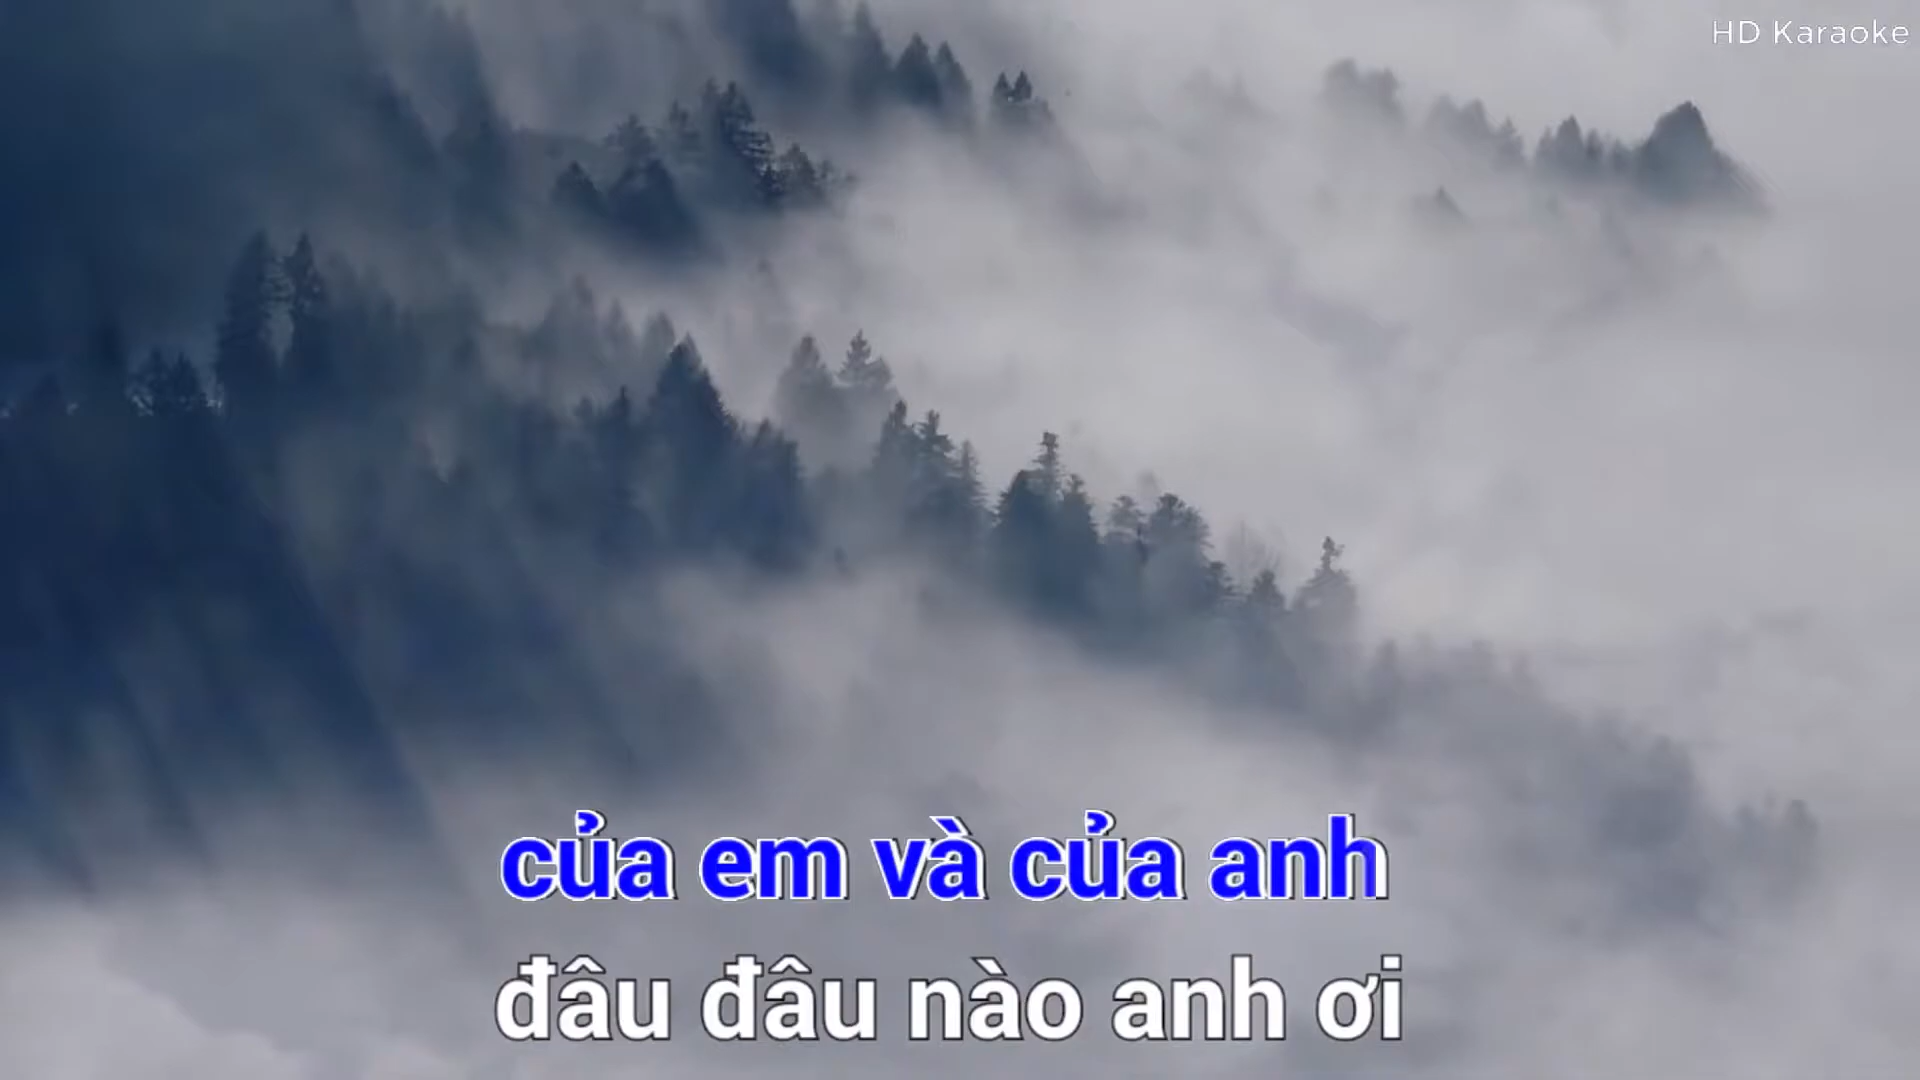 HD Karaoke
của em và của anh
đâu đâu nào anh ơi